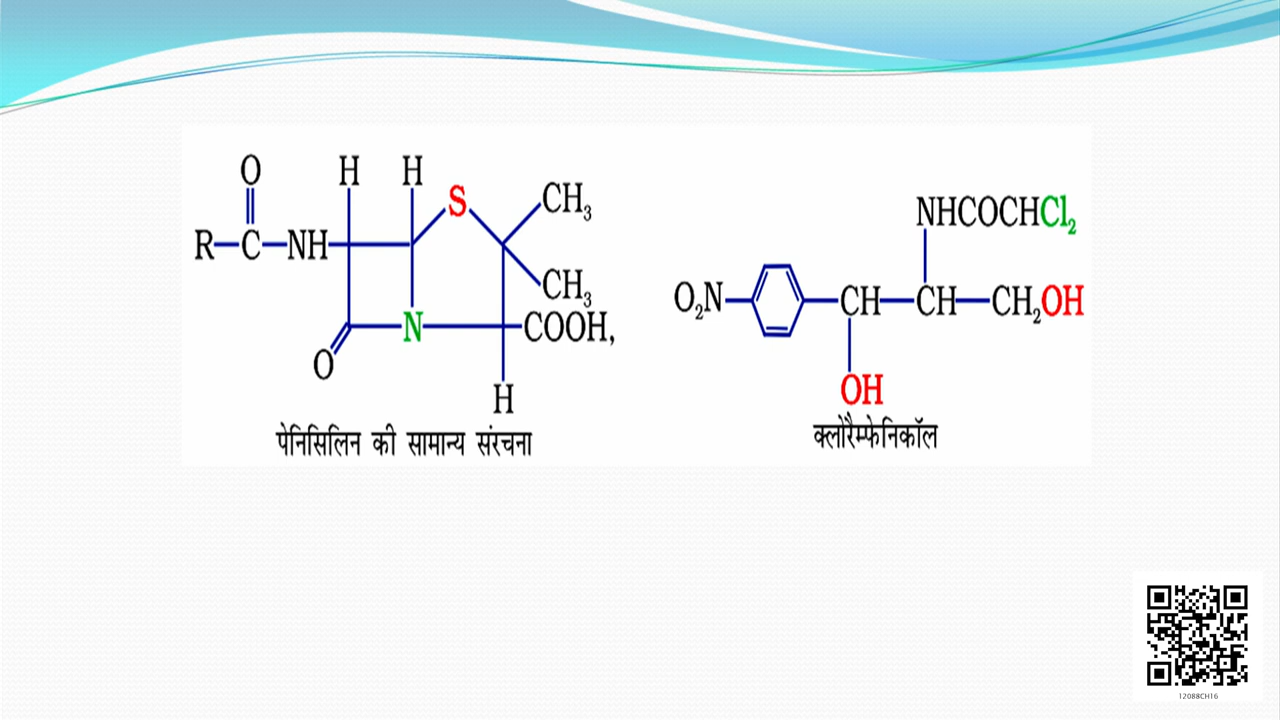 O H H S CH₃
R—C—NH
CH₃
N COOH,
O
H
पेनिसिलिन की सामान्य संरचना
NHCOCHCl₂
O₂N CH—CH—CH₂OH
OH
क्लोरैम्फेनिकॉल
12088CH16